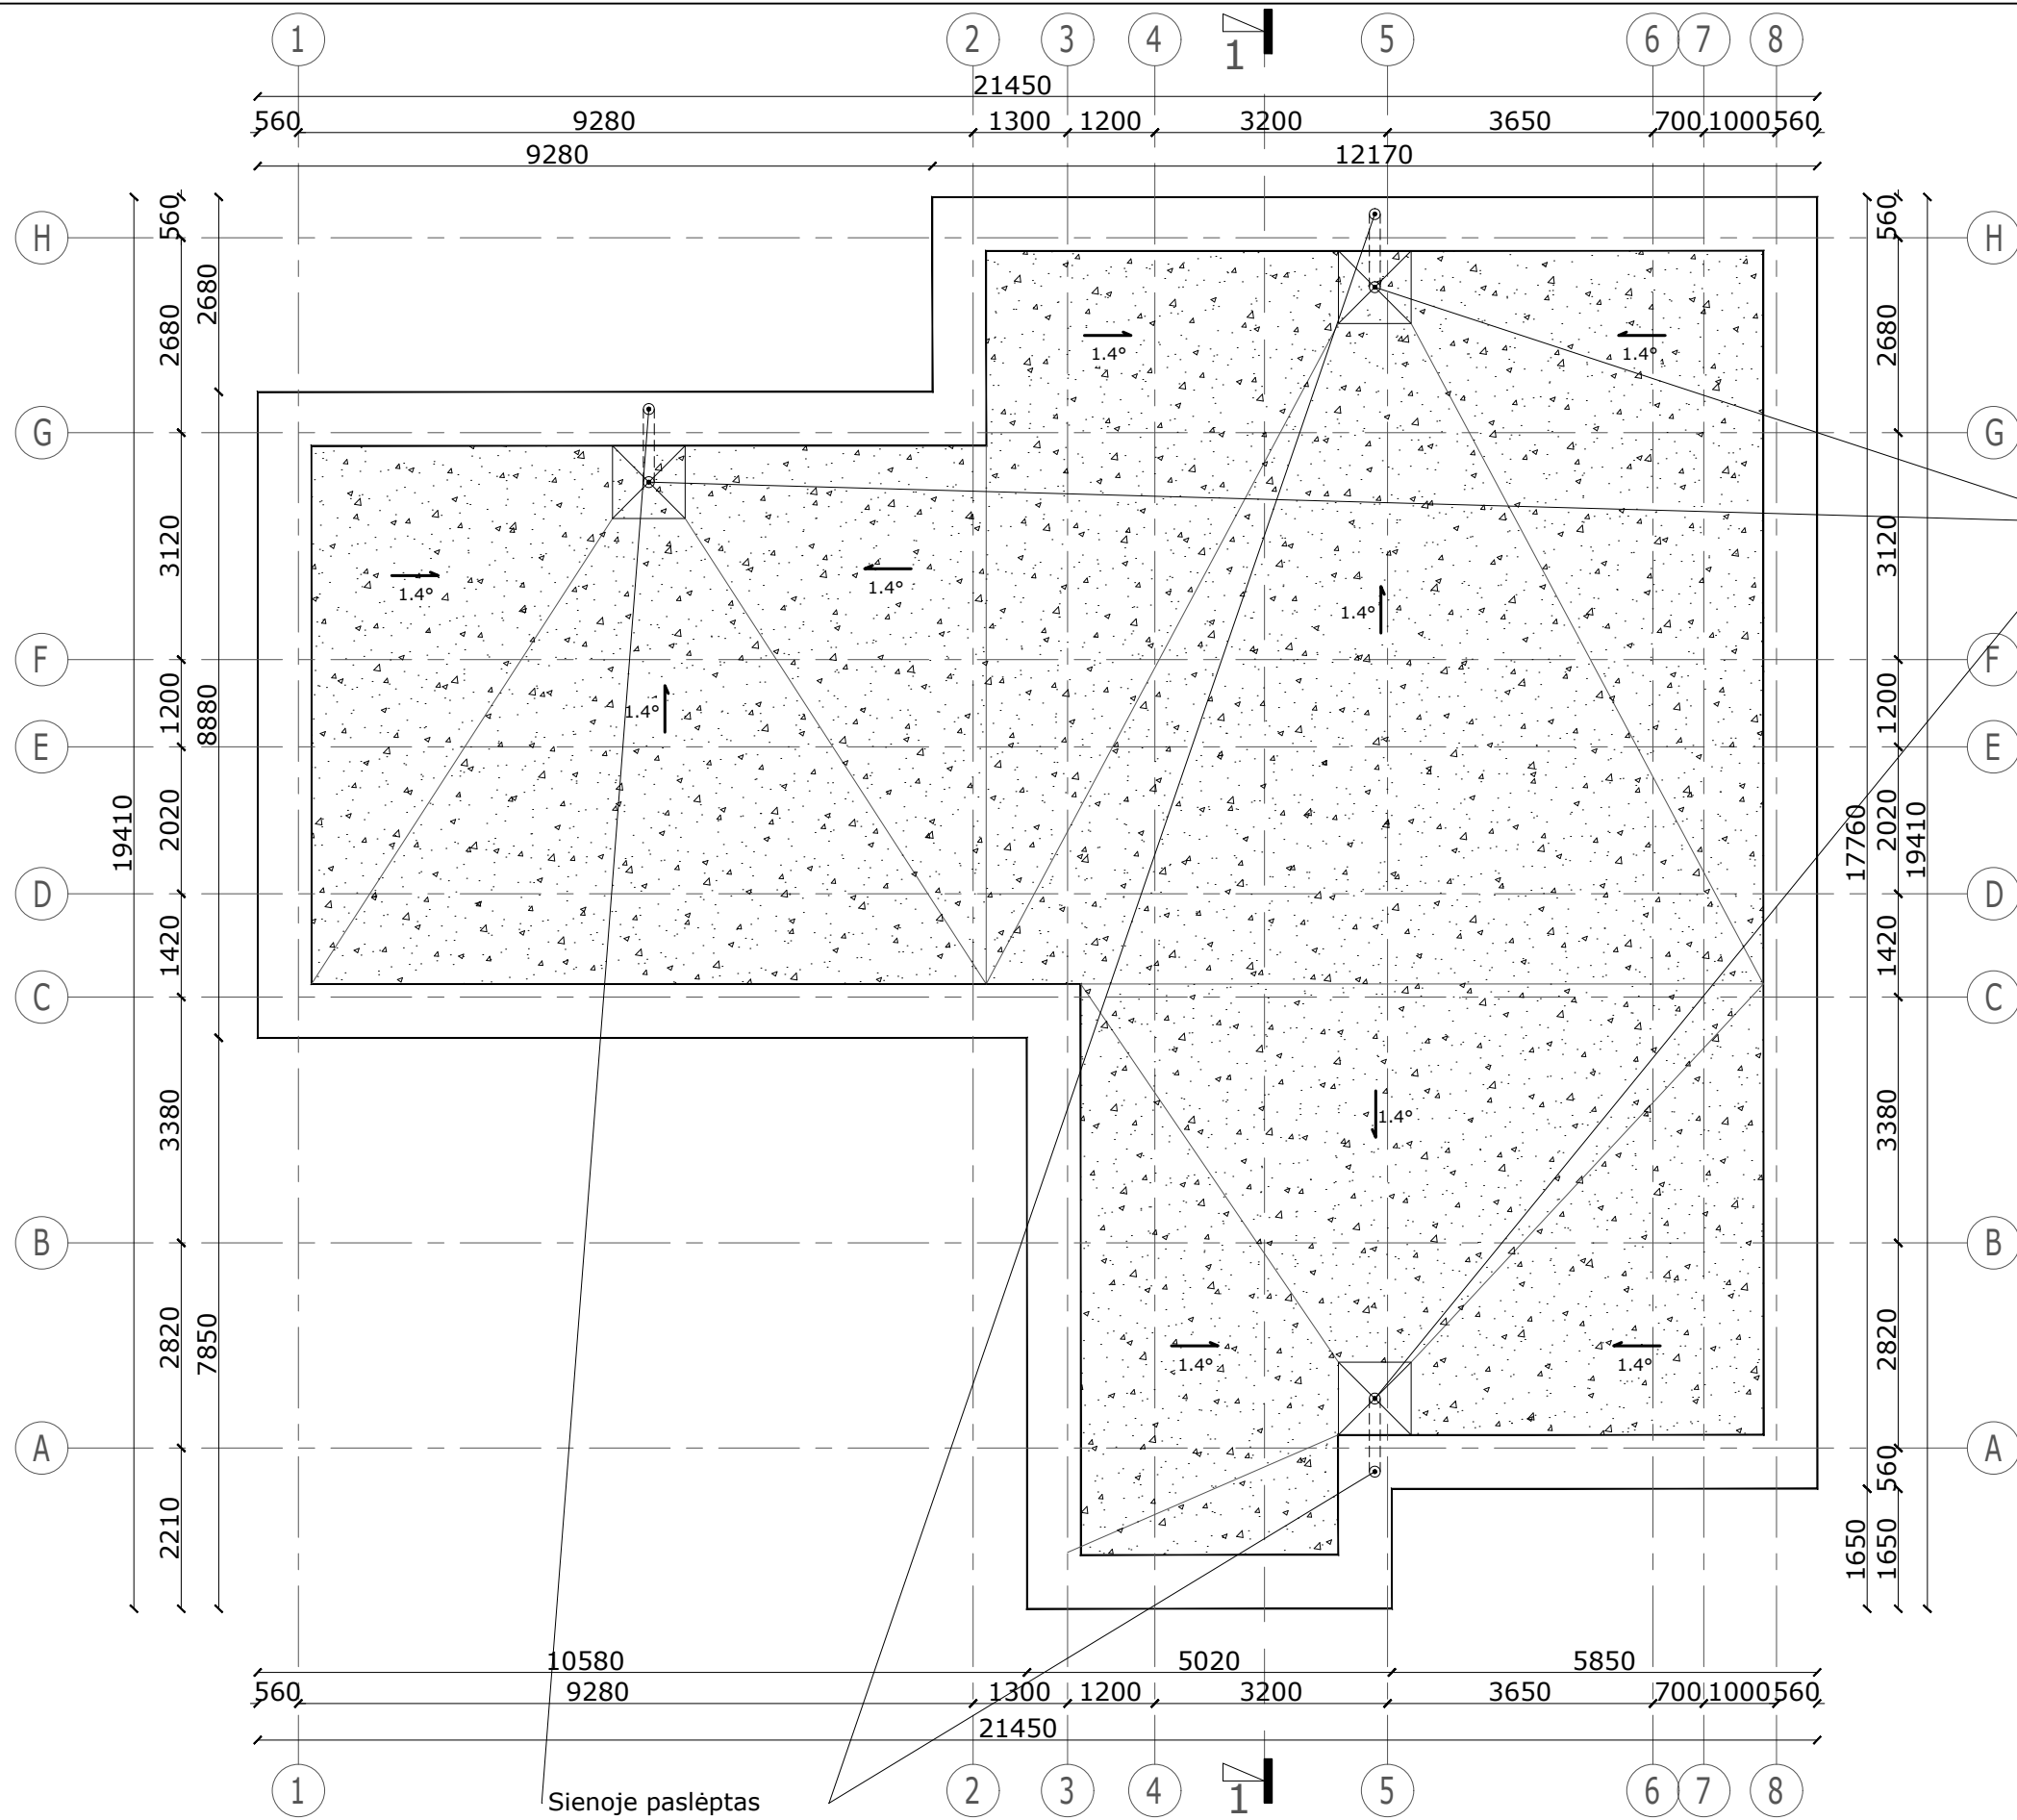 1 2 3 4 1 5 6 7 8
21450
560 9280 1300 1200 3200 3650 700 1000 560
9280 12170
H 560 560 H
2680 2680 2680
1.4° 1.4°
G G
3120 3120
1.4° 1.4° 1.4°
F F
1200 8880 1.4° 1200
E E
19410 2020 17760 2020 19410
D D
1420 1420
C C
3380 1.4° 3380
B B
2820 7850 1.4° 1.4° 2820
A A
560
2210 1650 1650
10580 5020 5850
560 9280 1300 1200 3200 3650 700 1000 560
21450
1 2 3 4 1 5 6 7 8
Sienoje paslėptas